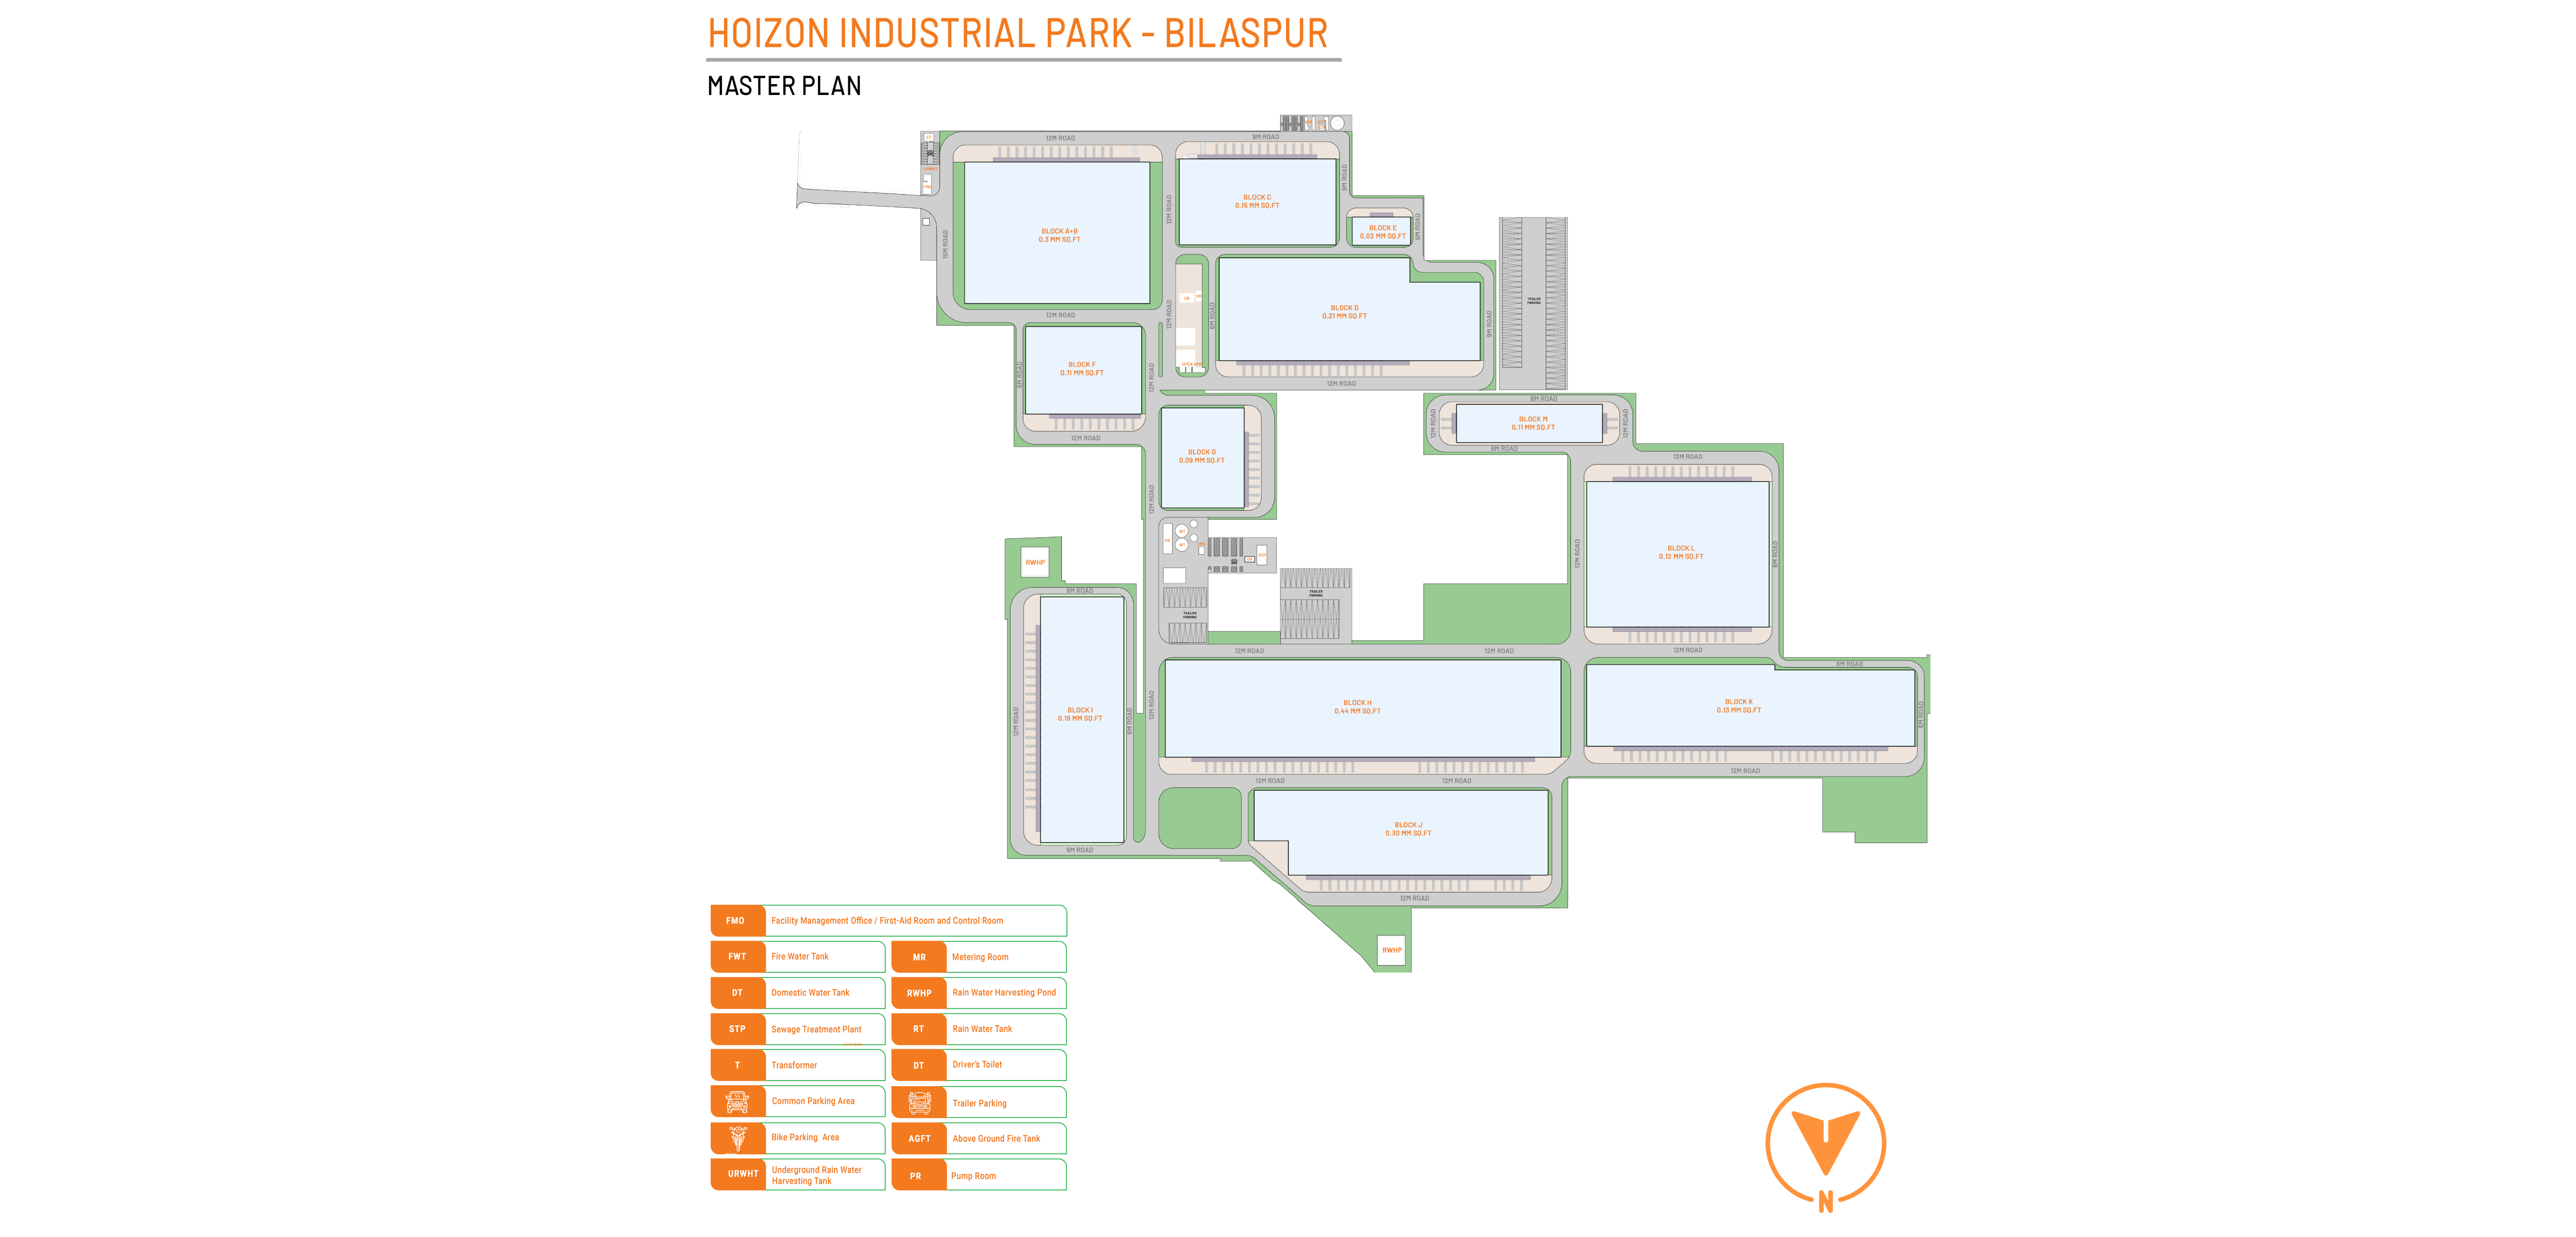 HOIZON INDUSTRIAL PARK - BILASPUR
MASTER PLAN
12M ROAD
9M ROAD
9M ROAD
BLOCK C
0.15 MM SQ.FT
12M ROAD
BLOCK A+B
0.3 MM SQ.FT
15M ROAD
BLOCK E
0.02 MM SQ.FT
9M ROAD
TRAILER
PARKING
BLOCK D
0.21 MM SQ.FT
12M ROAD
12M ROAD
9M ROAD
BLOCK F
0.11 MM SQ.FT
12M ROAD
12M ROAD
6M ROAD
12M ROAD
BLOCK M
0.11 MM SQ.FT
12M ROAD
12M ROAD
6M ROAD
BLOCK G
0.09 MM SQ.FT
12M ROAD
12M ROAD
BLOCK L
0.12 MM SQ.FT
12M ROAD
RWHP
TRAILER
PARKING
TRAILER
PARKING
12M ROAD
12M ROAD
12M ROAD
BLOCK I
0.19 MM SQ.FT
12M ROAD
12M ROAD
BLOCK H
0.44 MM SQ.FT
BLOCK K
0.13 MM SQ.FT
12M ROAD
12M ROAD
12M ROAD
BLOCK J
0.30 MM SQ.FT
9M ROAD
12M ROAD
RWHP
FMO Facility Management Office / First-Aid Room and Control Room
FWT Fire Water Tank
MR Metering Room
DT Domestic Water Tank
RWHP Rain Water Harvesting Pond
STP Sewage Treatment Plant
RT Rain Water Tank
T Transformer
DT Driver's Toilet
Common Parking Area
Trailer Parking
Bike Parking Area
AGFT Above Ground Fire Tank
URWHT Underground Rain Water
Harvesting Tank
PR Pump Room
N